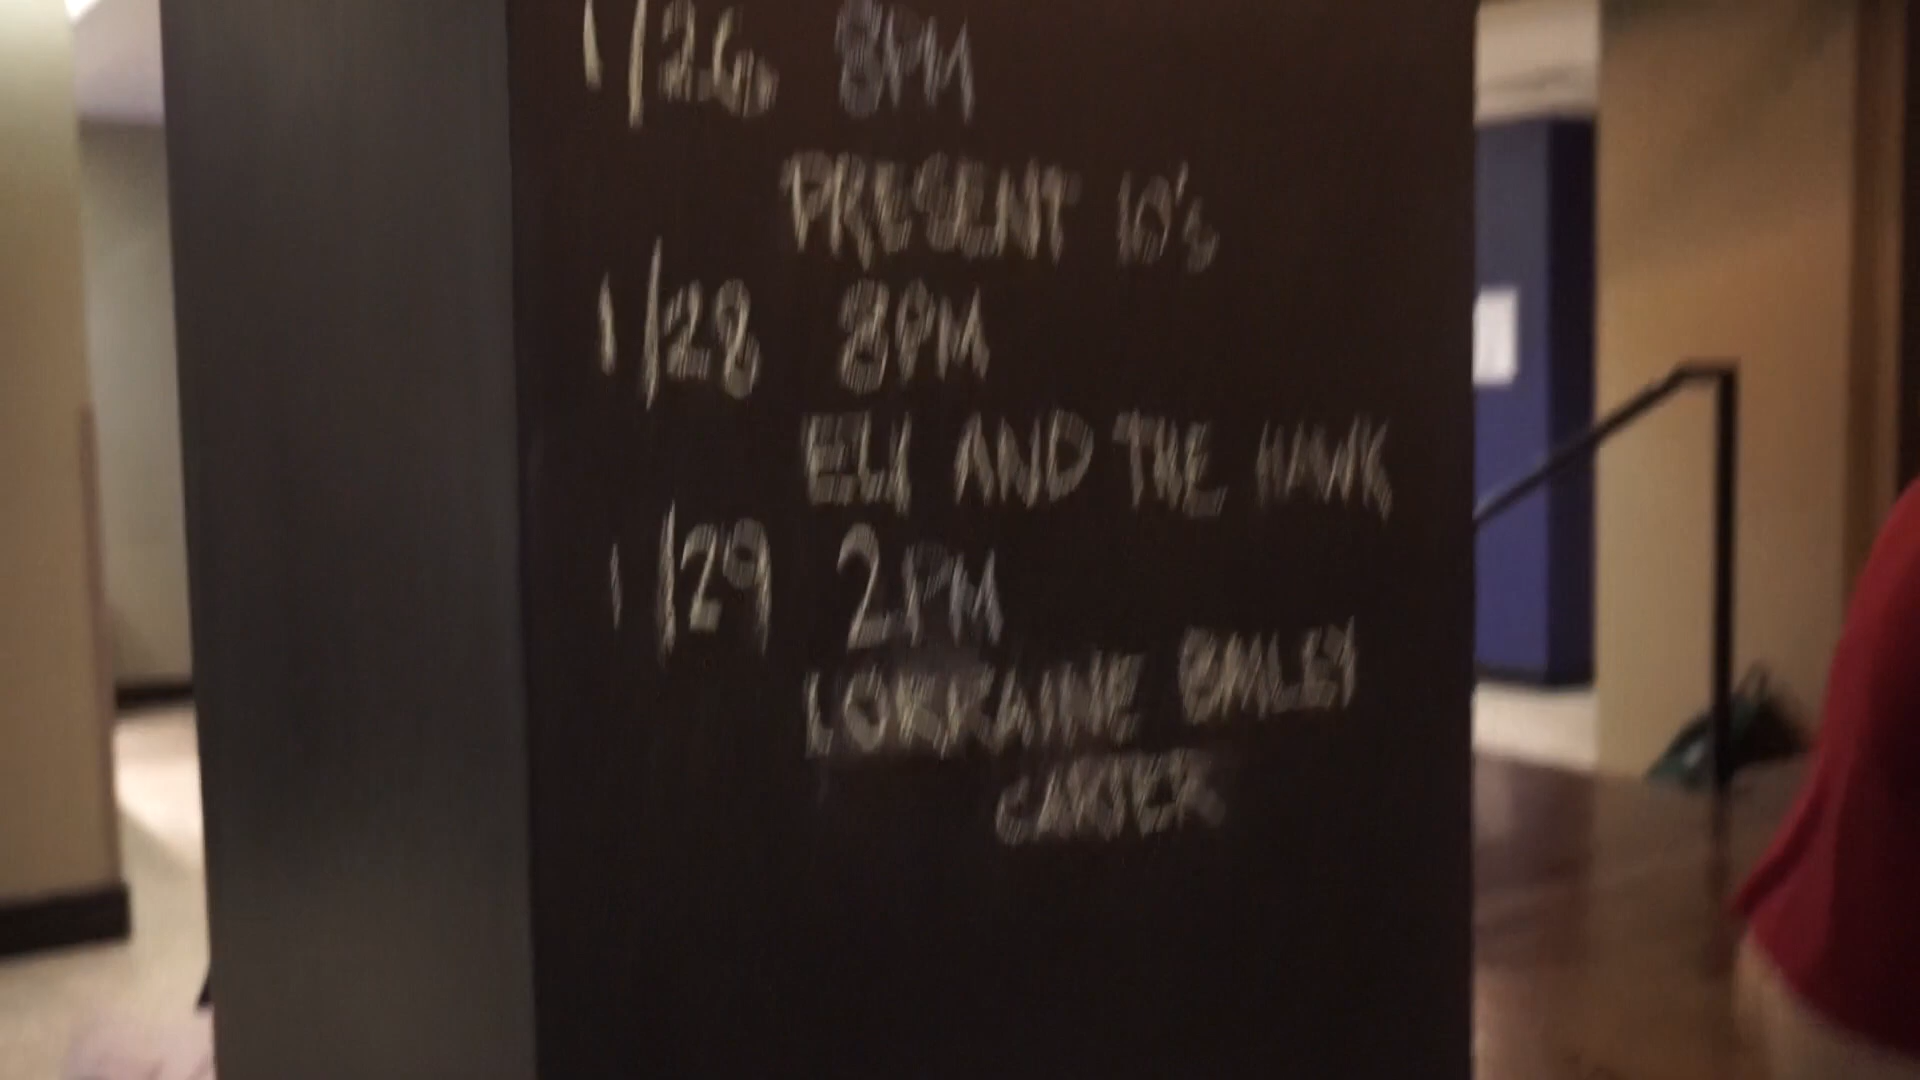 1/26 8PM
PRESENT 10's
1/28 8PM
ELI AND THE HAWK
1/29 2PM
LORRAINE BAILEY
CARTER